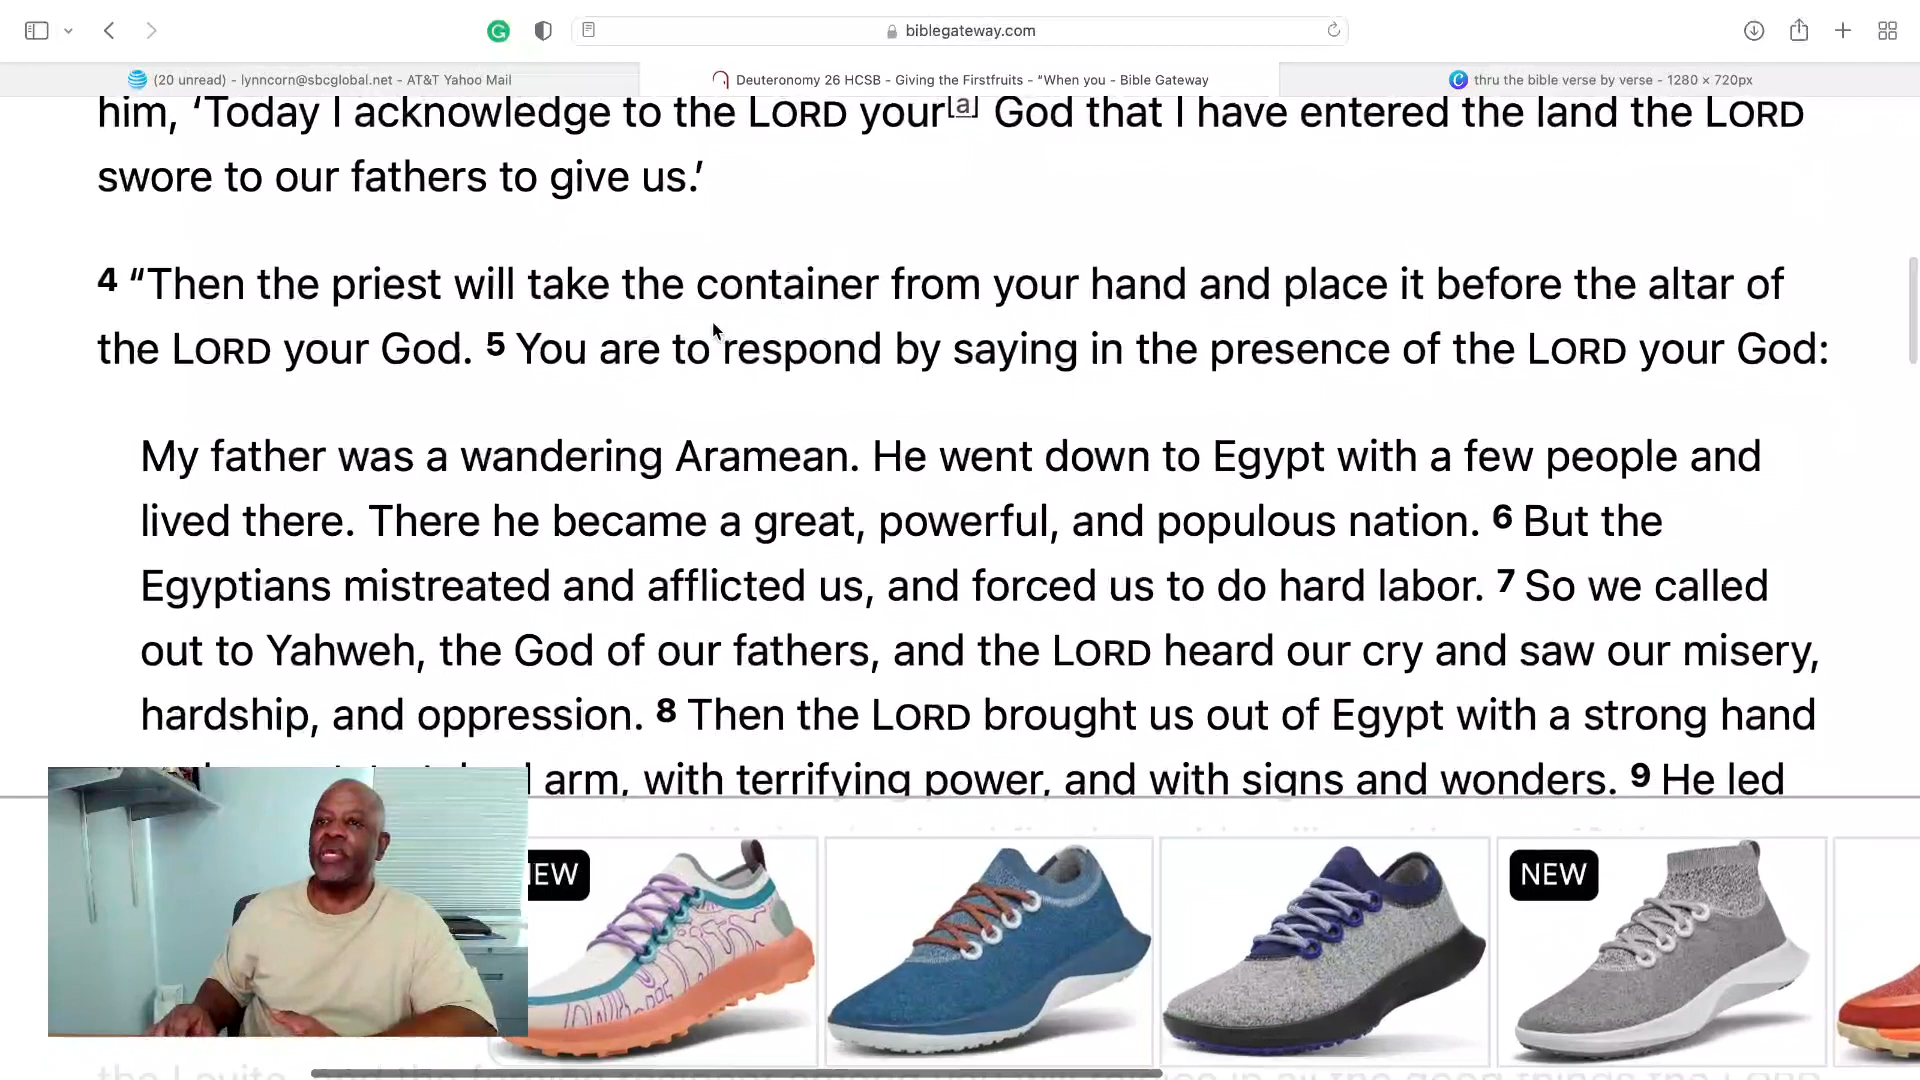 biblegateway.com
(20 unread) - lynncorn@sbcglobal.net - AT&T Yahoo Mail
Deuteronomy 26 HCSB - Giving the Firstfruits - "When you - Bible Gateway
thru the bible verse by verse - 1280 × 720px
him, ‘Today I acknowledge to the LORD your[a] God that I have entered the land the LORD
swore to our fathers to give us.’
4 “Then the priest will take the container from your hand and place it before the altar of
the LORD your God. 5 You are to respond by saying in the presence of the LORD your God:
My father was a wandering Aramean. He went down to Egypt with a few people and
lived there. There he became a great, powerful, and populous nation. 6 But the
Egyptians mistreated and afflicted us, and forced us to do hard labor. 7 So we called
out to Yahweh, the God of our fathers, and the LORD heard our cry and saw our misery,
hardship, and oppression. 8 Then the LORD brought us out of Egypt with a strong hand
arm, with terrifying power, and with signs and wonders. 9 He led
NEW